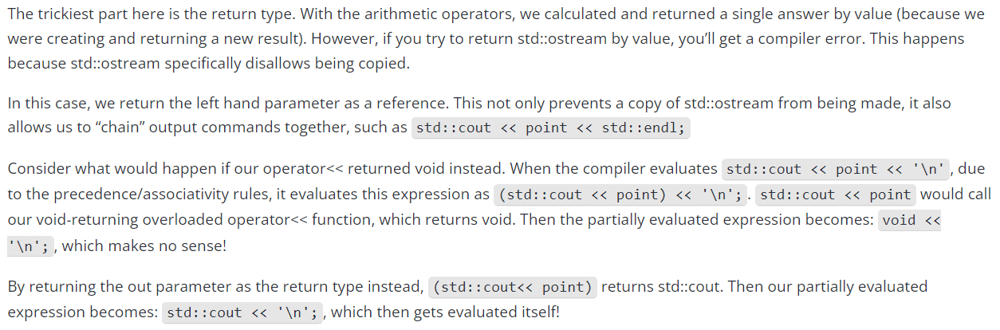 The trickiest part here is the return type. With the arithmetic operators, we calculated and returned a single answer by value (because we
were creating and returning a new result). However, if you try to return std::ostream by value, you’ll get a compiler error. This happens
because std::ostream specifically disallows being copied.
In this case, we return the left hand parameter as a reference. This not only prevents a copy of std::ostream from being made, it also
allows us to “chain” output commands together, such as std::cout << point << std::endl;
Consider what would happen if our operator<< returned void instead. When the compiler evaluates std::cout << point << '\n' , due
to the precedence/associativity rules, it evaluates this expression as (std::cout << point) << '\n'; . std::cout << point would call
our void-returning overloaded operator<< function, which returns void. Then the partially evaluated expression becomes: void <<
'\n'; , which makes no sense!
By returning the out parameter as the return type instead, (std::cout<< point) returns std::cout. Then our partially evaluated
expression becomes: std::cout << '\n'; , which then gets evaluated itself!